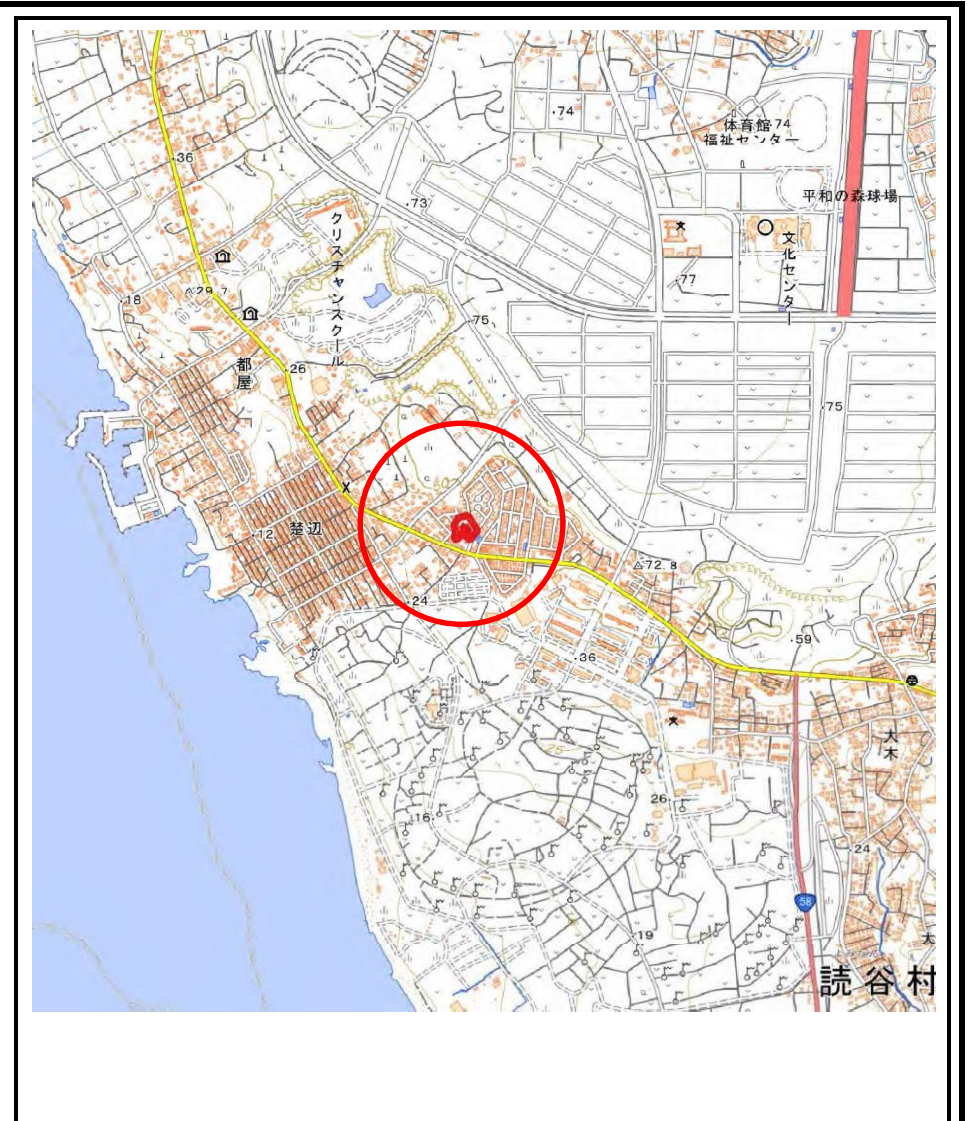 体育館
74
福祉センター
・74
・36
平和の森球場
・73
クリスチャンスクール
文化センター
・77
・18
△29.7
・75
都屋
・26
・75
楚辺
・12
△72.8
・24
・59
・36
大木
25
・26
・16
・24
58
・19
大
読谷村